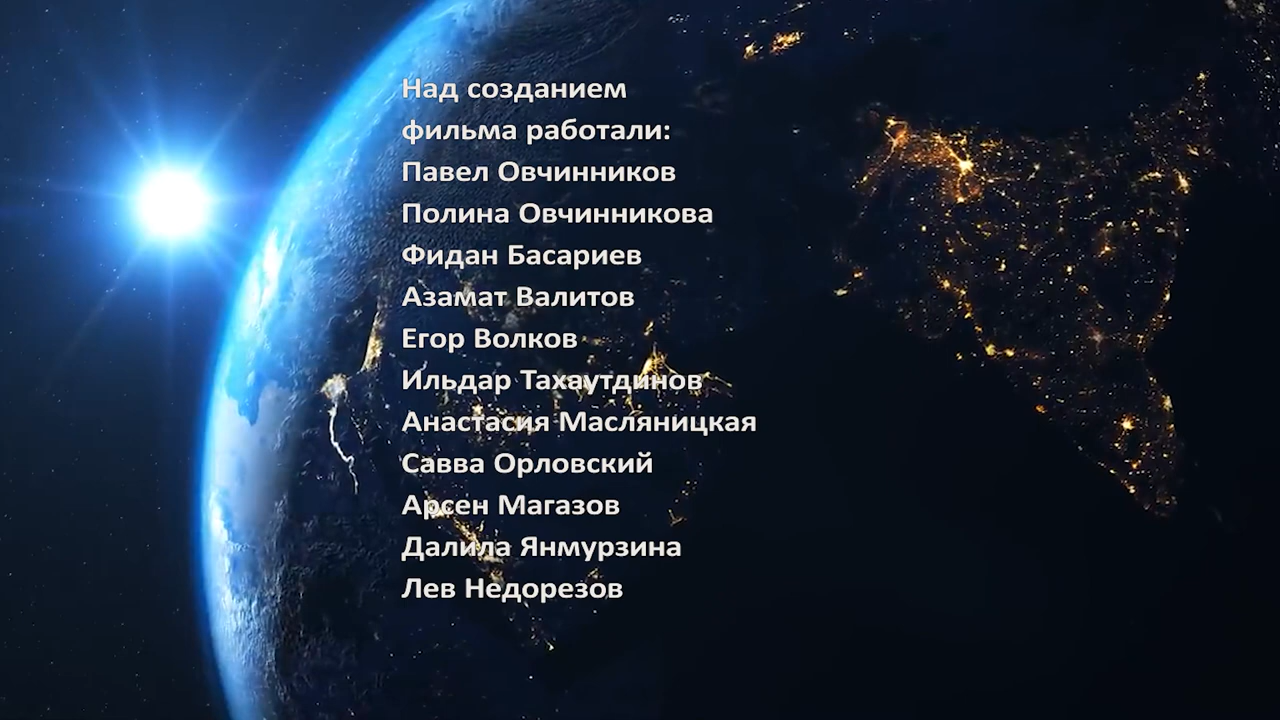 Над созданием
фильма работали:
Павел Овчинников
Полина Овчинникова
Фидан Басариев
Азамат Валитов
Егор Волков
Ильдар Тахаутдинов
Анастасия Масляницкая
Савва Орловский
Арсен Магазов
Далила Янмурзина
Лев Недорезов